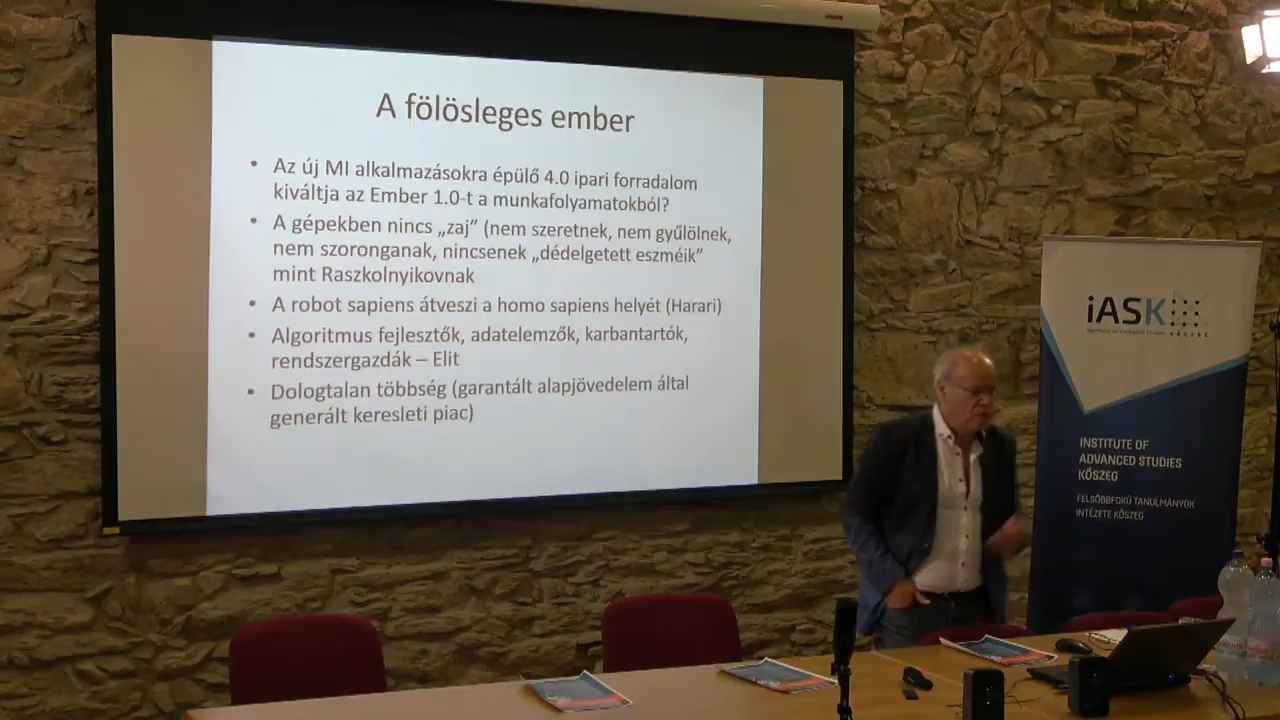 A fölösleges ember
• Az új MI alkalmazásokra épülő 4.0 ipari forradalom
kiváltja az Ember 1.0-t a munkafolyamatokból?
• A gépekben nincs „zaj” (nem szeretnek, nem gyűlölnek,
nem szoronganak, nincsenek „dédelgetett eszméik”
mint Raszkolnyikovnak
• A robot sapiens átveszi a homo sapiens helyét (Harari)
• Algoritmus fejlesztők, adatelemzők, karbantartók,
rendszergazdák – Elit
• Dologtalan többség (garantált alapjövedelem által
generált keresleti piac)
iASK
KŐSZEG
INSTITUTE OF
ADVANCED STUDIES
KŐSZEG
FELSŐBBFOKÚ TANULMÁNYOK
INTÉZETE KŐSZEG